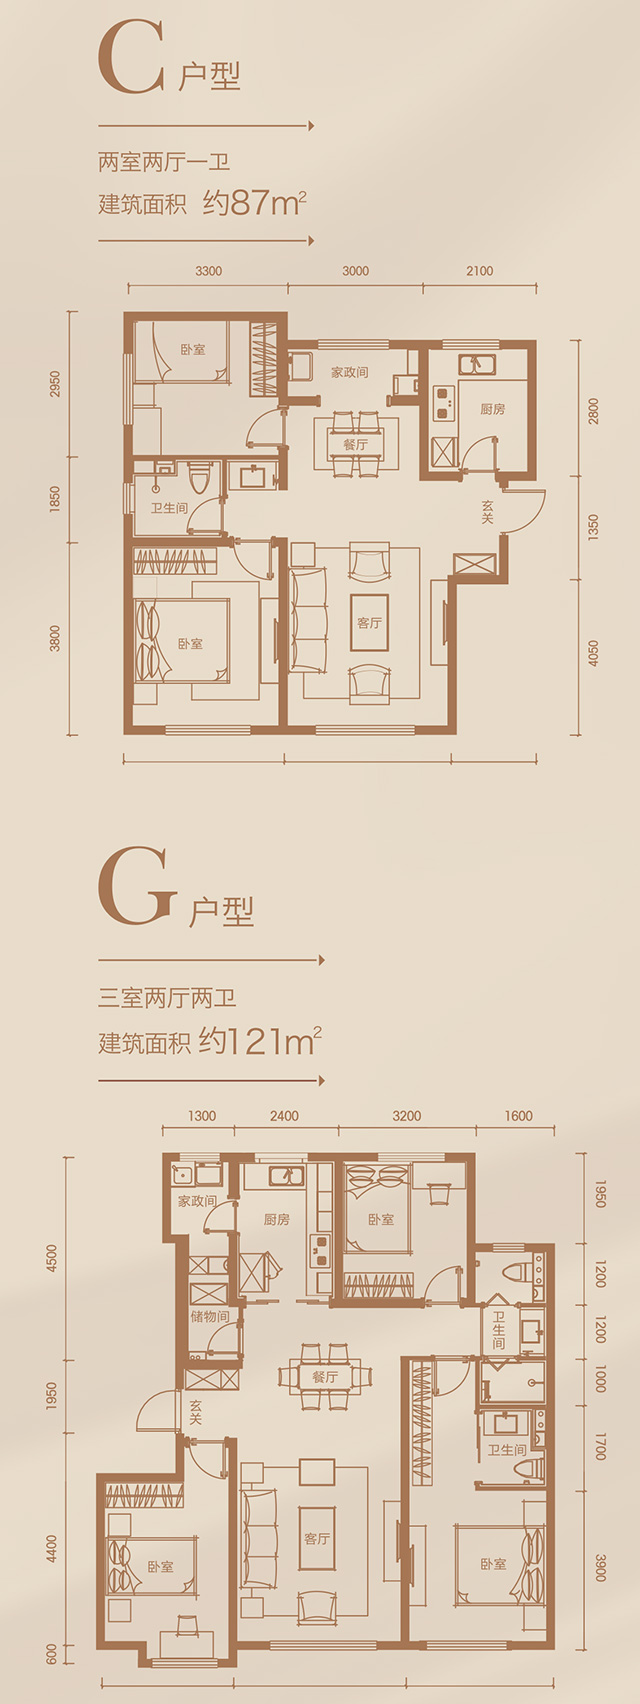 C 户型
两室两厅一卫
建筑面积 约87m²
3300 3000 2100
2950
1850
3800
卧室
家政间
厨房
餐厅
卫生间
玄关
卧室
客厅
2800
1350
4050
G 户型
三室两厅两卫
建筑面积 约121m²
1300 2400 3200 1600
4500
1950
4400
600
家政间
厨房
卧室
储物间
卫生间
餐厅
玄关
卫生间
卧室
客厅
卧室
1950
1200
1200
1000
1700
3900